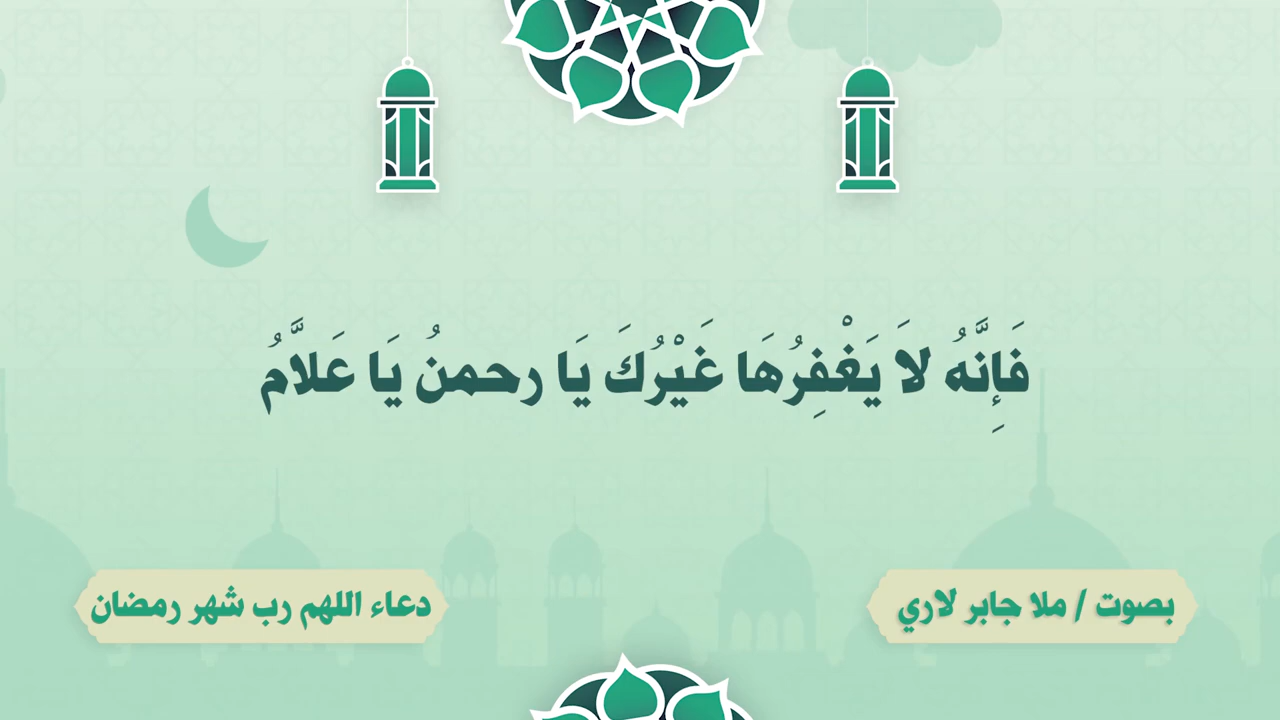 فَإِنَّهُ لاَ يَغْفِرُهَا غَيْرُكَ يَا رحمنُ يَا عَلاَّمُ
بصوت / ملا جابر لاري
دعاء اللهم رب شهر رمضان